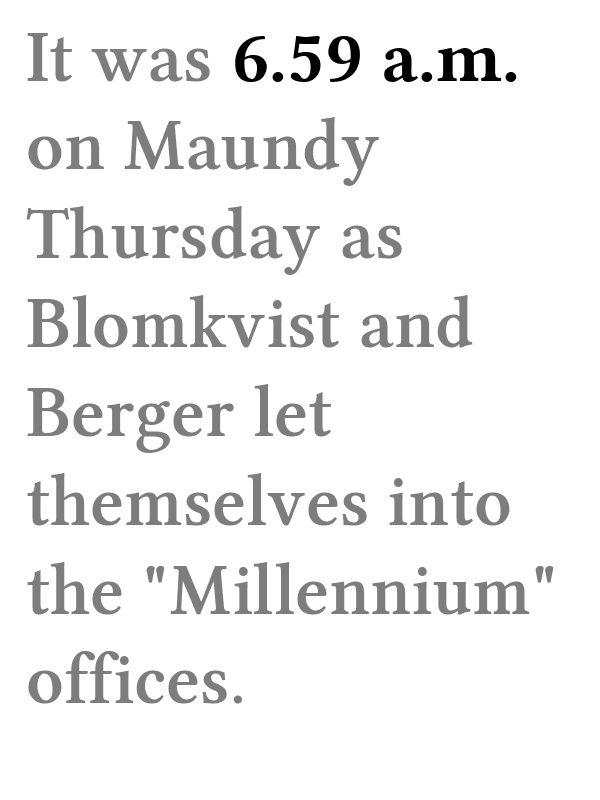 It was 6.59 a.m.
on Maundy
Thursday as
Blomkvist and
Berger let
themselves into
the "Millennium"
offices.